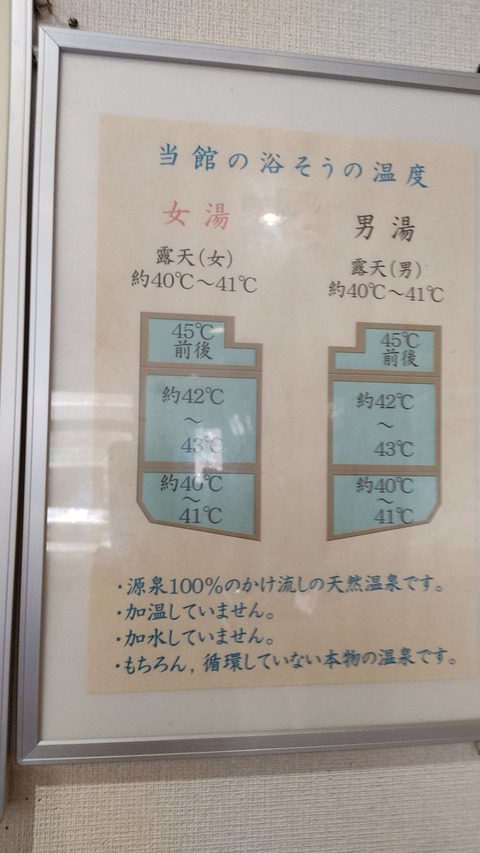 当館の浴そうの温度
女湯
露天(女)
約40℃～41℃
45℃
前後
約42℃
～
43℃
約40℃
～
41℃
男湯
露天(男)
約40℃～41℃
45℃
前後
約42℃
～
43℃
約40℃
～
41℃
・源泉100%のかけ流しの天然温泉です。
・加温していません。
・加水していません。
・もちろん, 循環していない本物の温泉です。